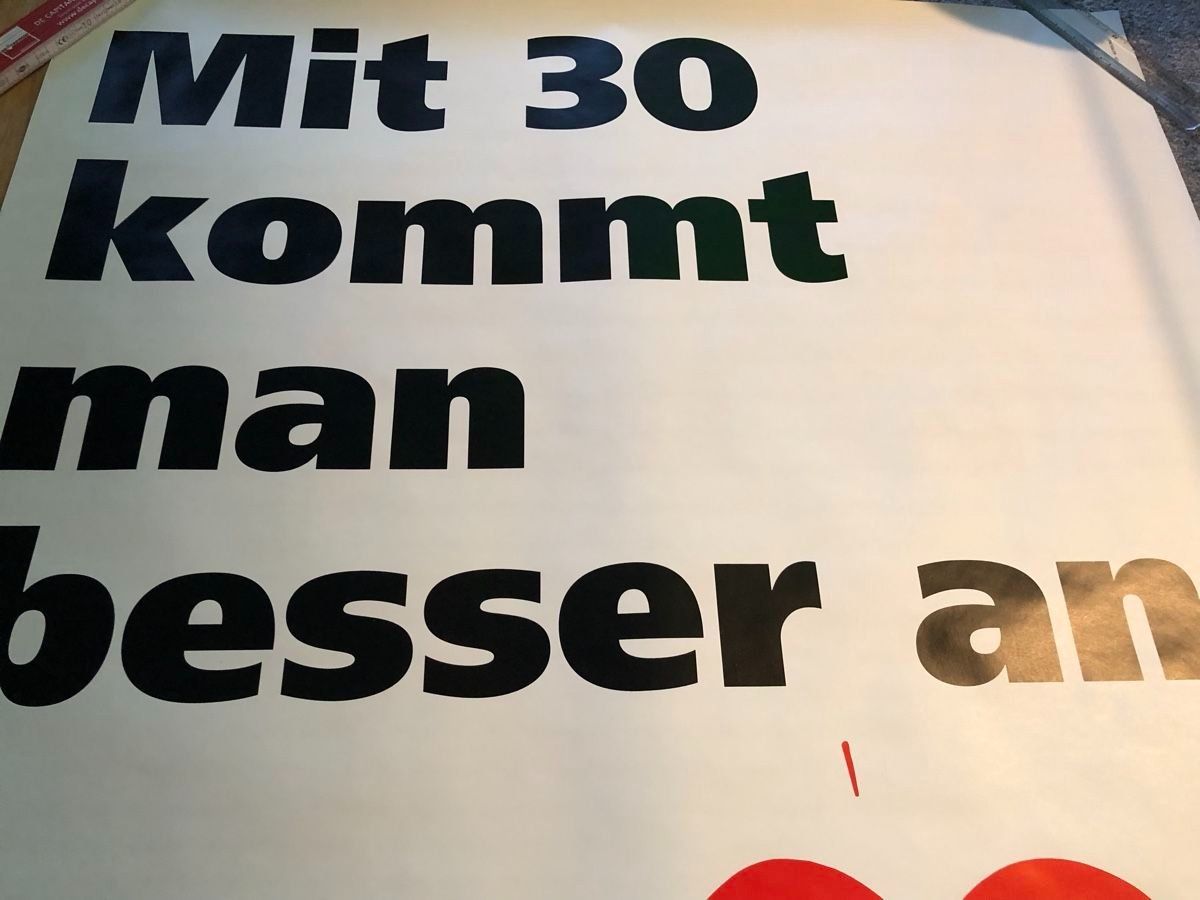 Mit 30
kommt
man
besser an